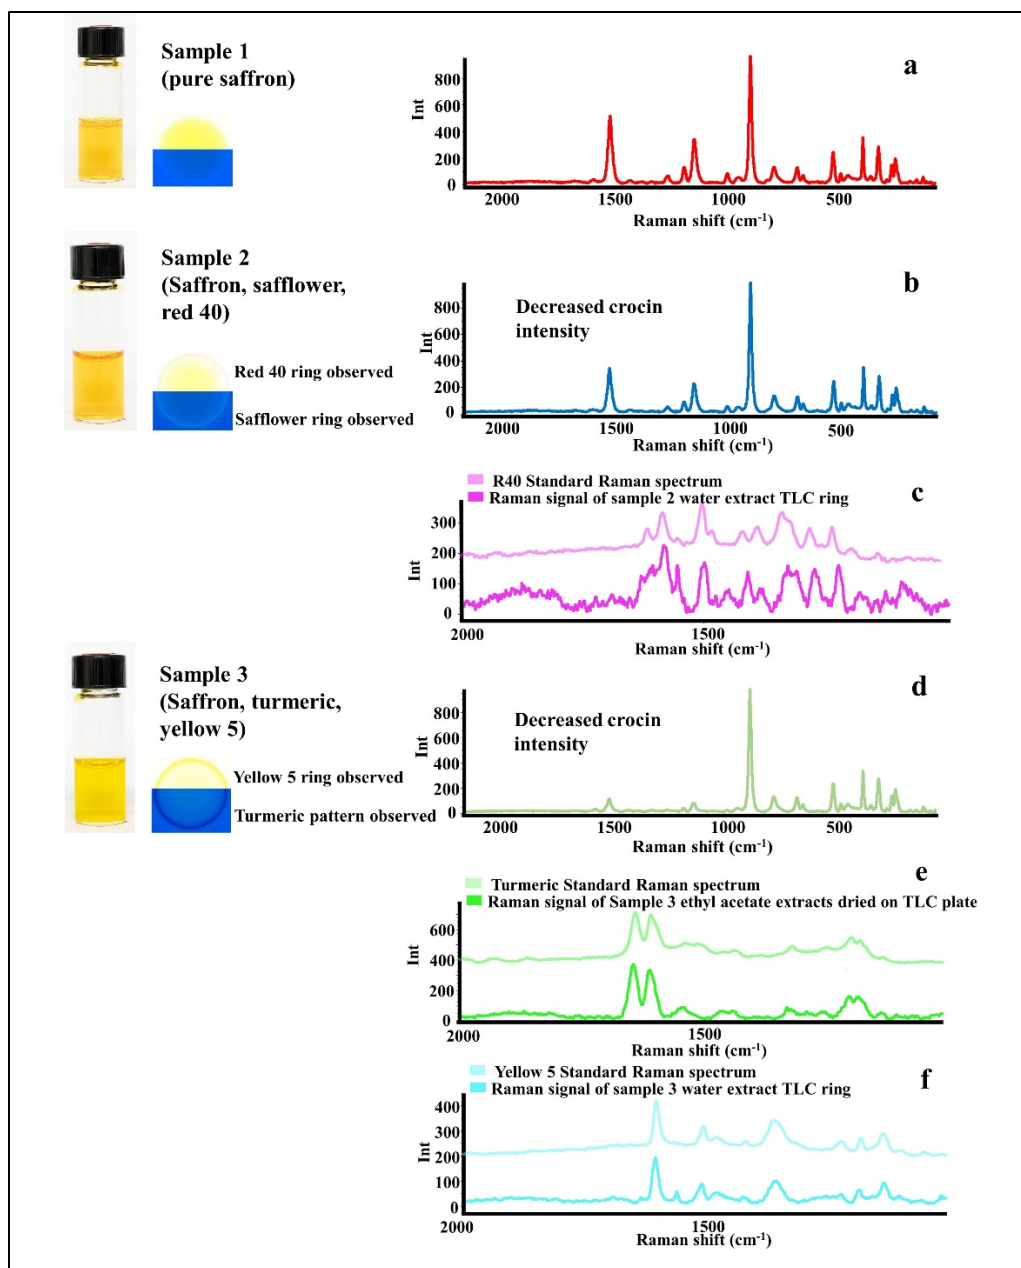 Sample 1
(pure saffron)
a
Int
800
600
400
200
0
2000
1500
1000
500
Raman shift (cm-1)
Sample 2
(Saffron, safflower,
red 40)
Red 40 ring observed
Safflower ring observed
b
Decreased crocin
intensity
Int
800
600
400
200
0
2000
1500
1000
500
Raman shift (cm-1)
c
R40 Standard Raman spectrum
Raman signal of sample 2 water extract TLC ring
Int
300
200
100
0
2000
1500
Raman shift (cm-1)
Sample 3
(Saffron, turmeric,
yellow 5)
Yellow 5 ring observed
Turmeric pattern observed
d
Decreased crocin
intensity
Int
800
600
400
200
0
2000
1500
1000
500
Raman shift (cm-1)
e
Turmeric Standard Raman spectrum
Raman signal of Sample 3 ethyl acetate extracts dried on TLC plate
Int
600
400
200
0
2000
1500
Raman shift (cm-1)
f
Yellow 5 Standard Raman spectrum
Raman signal of sample 3 water extract TLC ring
Int
400
300
200
100
0
2000
1500
Raman shift (cm-1)